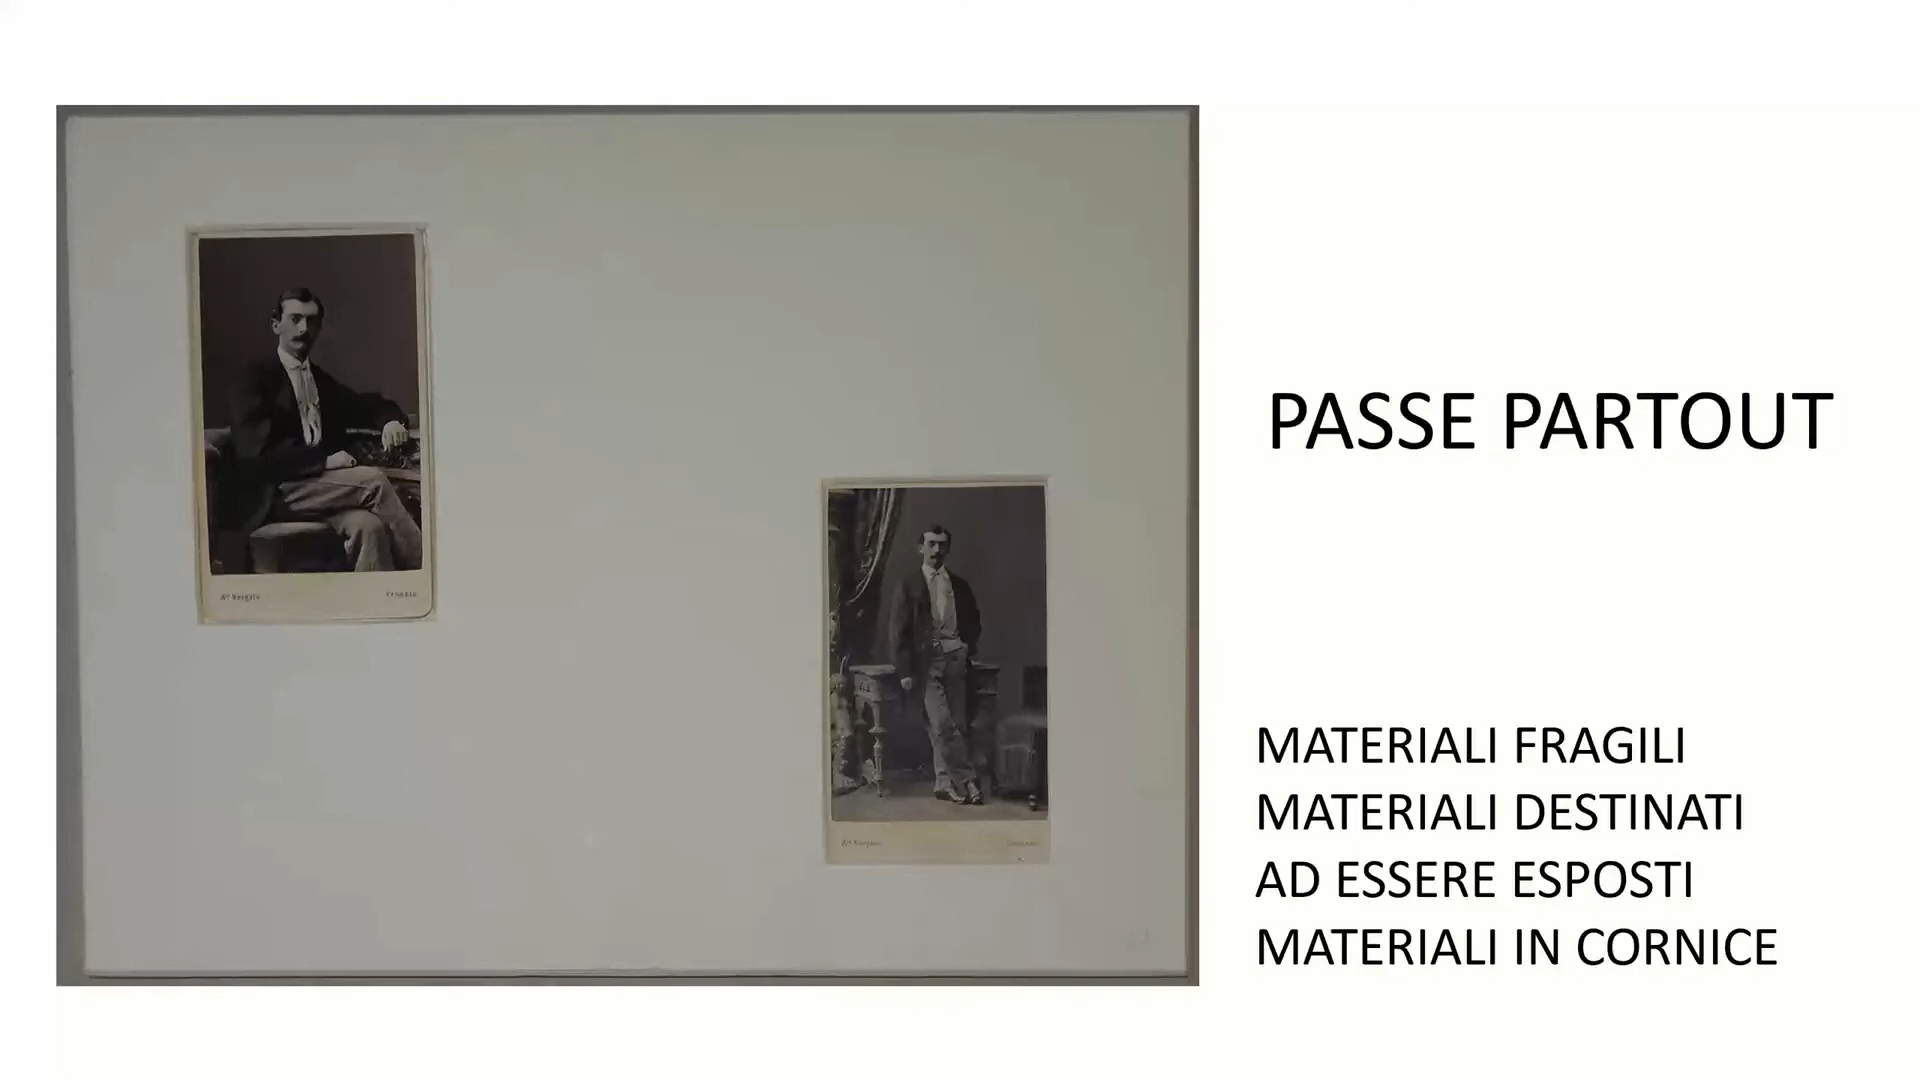 PASSE PARTOUT
MATERIALI FRAGILI
MATERIALI DESTINATI
AD ESSERE ESPOSTI
MATERIALI IN CORNICE